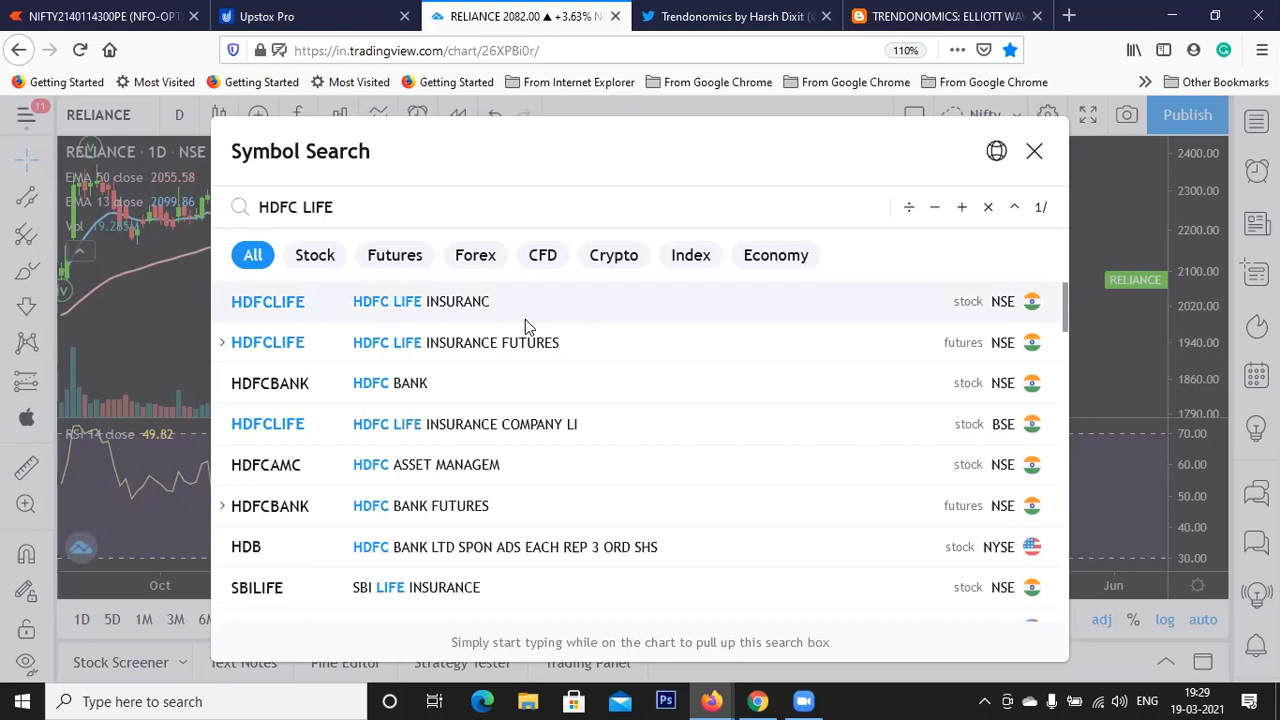 NIFTY2140114300PE (NFO-OPT
Upstox Pro
RELIANCE 2082.00 ▲ +3.63% N
Trendonomics by Harsh Dixit (
TRENDONOMICS: ELLIOTT WA
https://in.tradingview.com/chart/26XPBi0r/
110%
Getting Started
Most Visited
Getting Started
Most Visited
Getting Started
From Internet Explorer
From Google Chrome
From Google Chrome
From Google Chrome
Other Bookmarks
11
RELIANCE
D
Nifty
Publish
Symbol Search
RELIANCE · 1D · NSE
EMA 50 close 2055.58
EMA 13 close 2099.86
Vol 19.285M
HDFC LIFE
÷ − + × ^ 1/
All
Stock
Futures
Forex
CFD
Crypto
Index
Economy
HDFCLIFE HDFC LIFE INSURANC stock NSE
HDFCLIFE HDFC LIFE INSURANCE FUTURES futures NSE
HDFCBANK HDFC BANK stock NSE
HDFCLIFE HDFC LIFE INSURANCE COMPANY LI stock BSE
HDFCAMC HDFC ASSET MANAGEM stock NSE
HDFCBANK HDFC BANK FUTURES futures NSE
HDB HDFC BANK LTD SPON ADS EACH REP 3 ORD SHS stock NYSE
SBILIFE SBI LIFE INSURANCE stock NSE
Simply start typing while on the chart to pull up this search box
2400.00
2300.00
2200.00
2100.00
RELIANCE
2020.00
1940.00
1860.00
1790.00
RSI 14 close 49.82
70.00
60.00
50.00
40.00
30.00
Oct
Jun
1D 5D 1M 3M 6M
adj % log auto
Stock Screener
Text Notes
Pine Editor
Strategy Tester
Trading Panel
Type here to search
Ps
ENG
19:29
19-03-2021